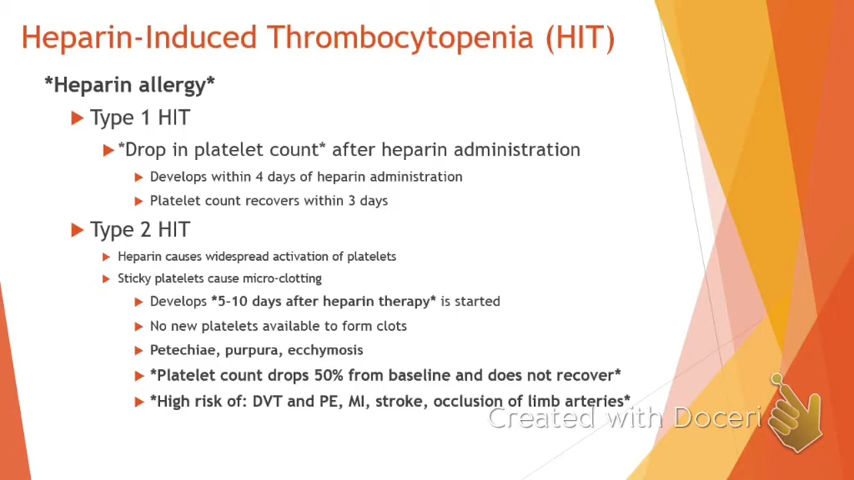 Heparin-Induced Thrombocytopenia (HIT)
*Heparin allergy*
Type 1 HIT
*Drop in platelet count* after heparin administration
Develops within 4 days of heparin administration
Platelet count recovers within 3 days
Type 2 HIT
Heparin causes widespread activation of platelets
Sticky platelets cause micro-clotting
Develops *5-10 days after heparin therapy* is started
No new platelets available to form clots
Petechiae, purpura, ecchymosis
*Platelet count drops 50% from baseline and does not recover*
*High risk of: DVT and PE, MI, stroke, occlusion of limb arteries*
Created with Doceri